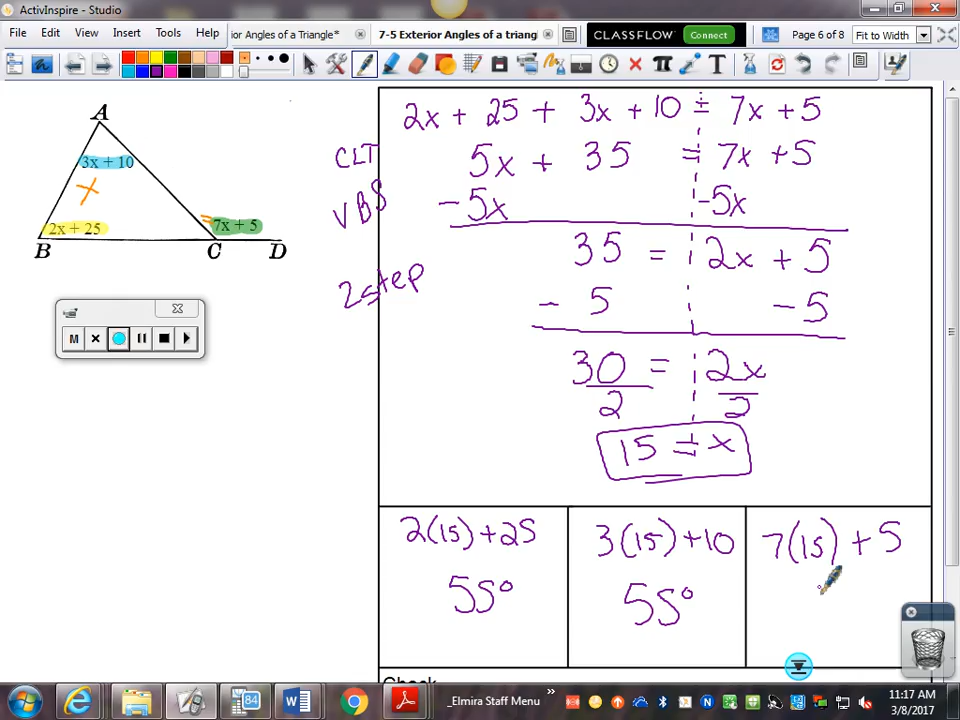 ActivInspire - Studio
File Edit View Insert Tools Help
ior Angles of a Triangle*
7-5 Exterior Angles of a triang
CLASSFLOW Connect
Page 6 of 8
Fit to Width
A
3x + 10
2x + 25
7x + 5
B C D
M
2x + 25 + 3x + 10 = 7x + 5
CLT 5x + 35 = 7x + 5
VBS - 5x - 5x
35 = 2x + 5
2 step - 5 - 5
30 = 2x
2 2
15 = x
2(15) + 25
55°
3(15) + 10
55°
7(15) + 5
Check
84
_Elmira Staff Menu
»
11:17 AM
3/8/2017